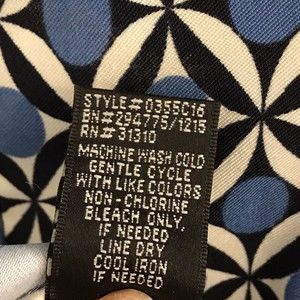 STYLE#0355C16
BN#294775/1215
RN#31310
MACHINE WASH COLD
GENTLE CYCLE
WITH LIKE COLORS
NON-CHLORINE
BLEACH ONLY,
IF NEEDED
LINE DRY
COOL IRON
IF NEEDED